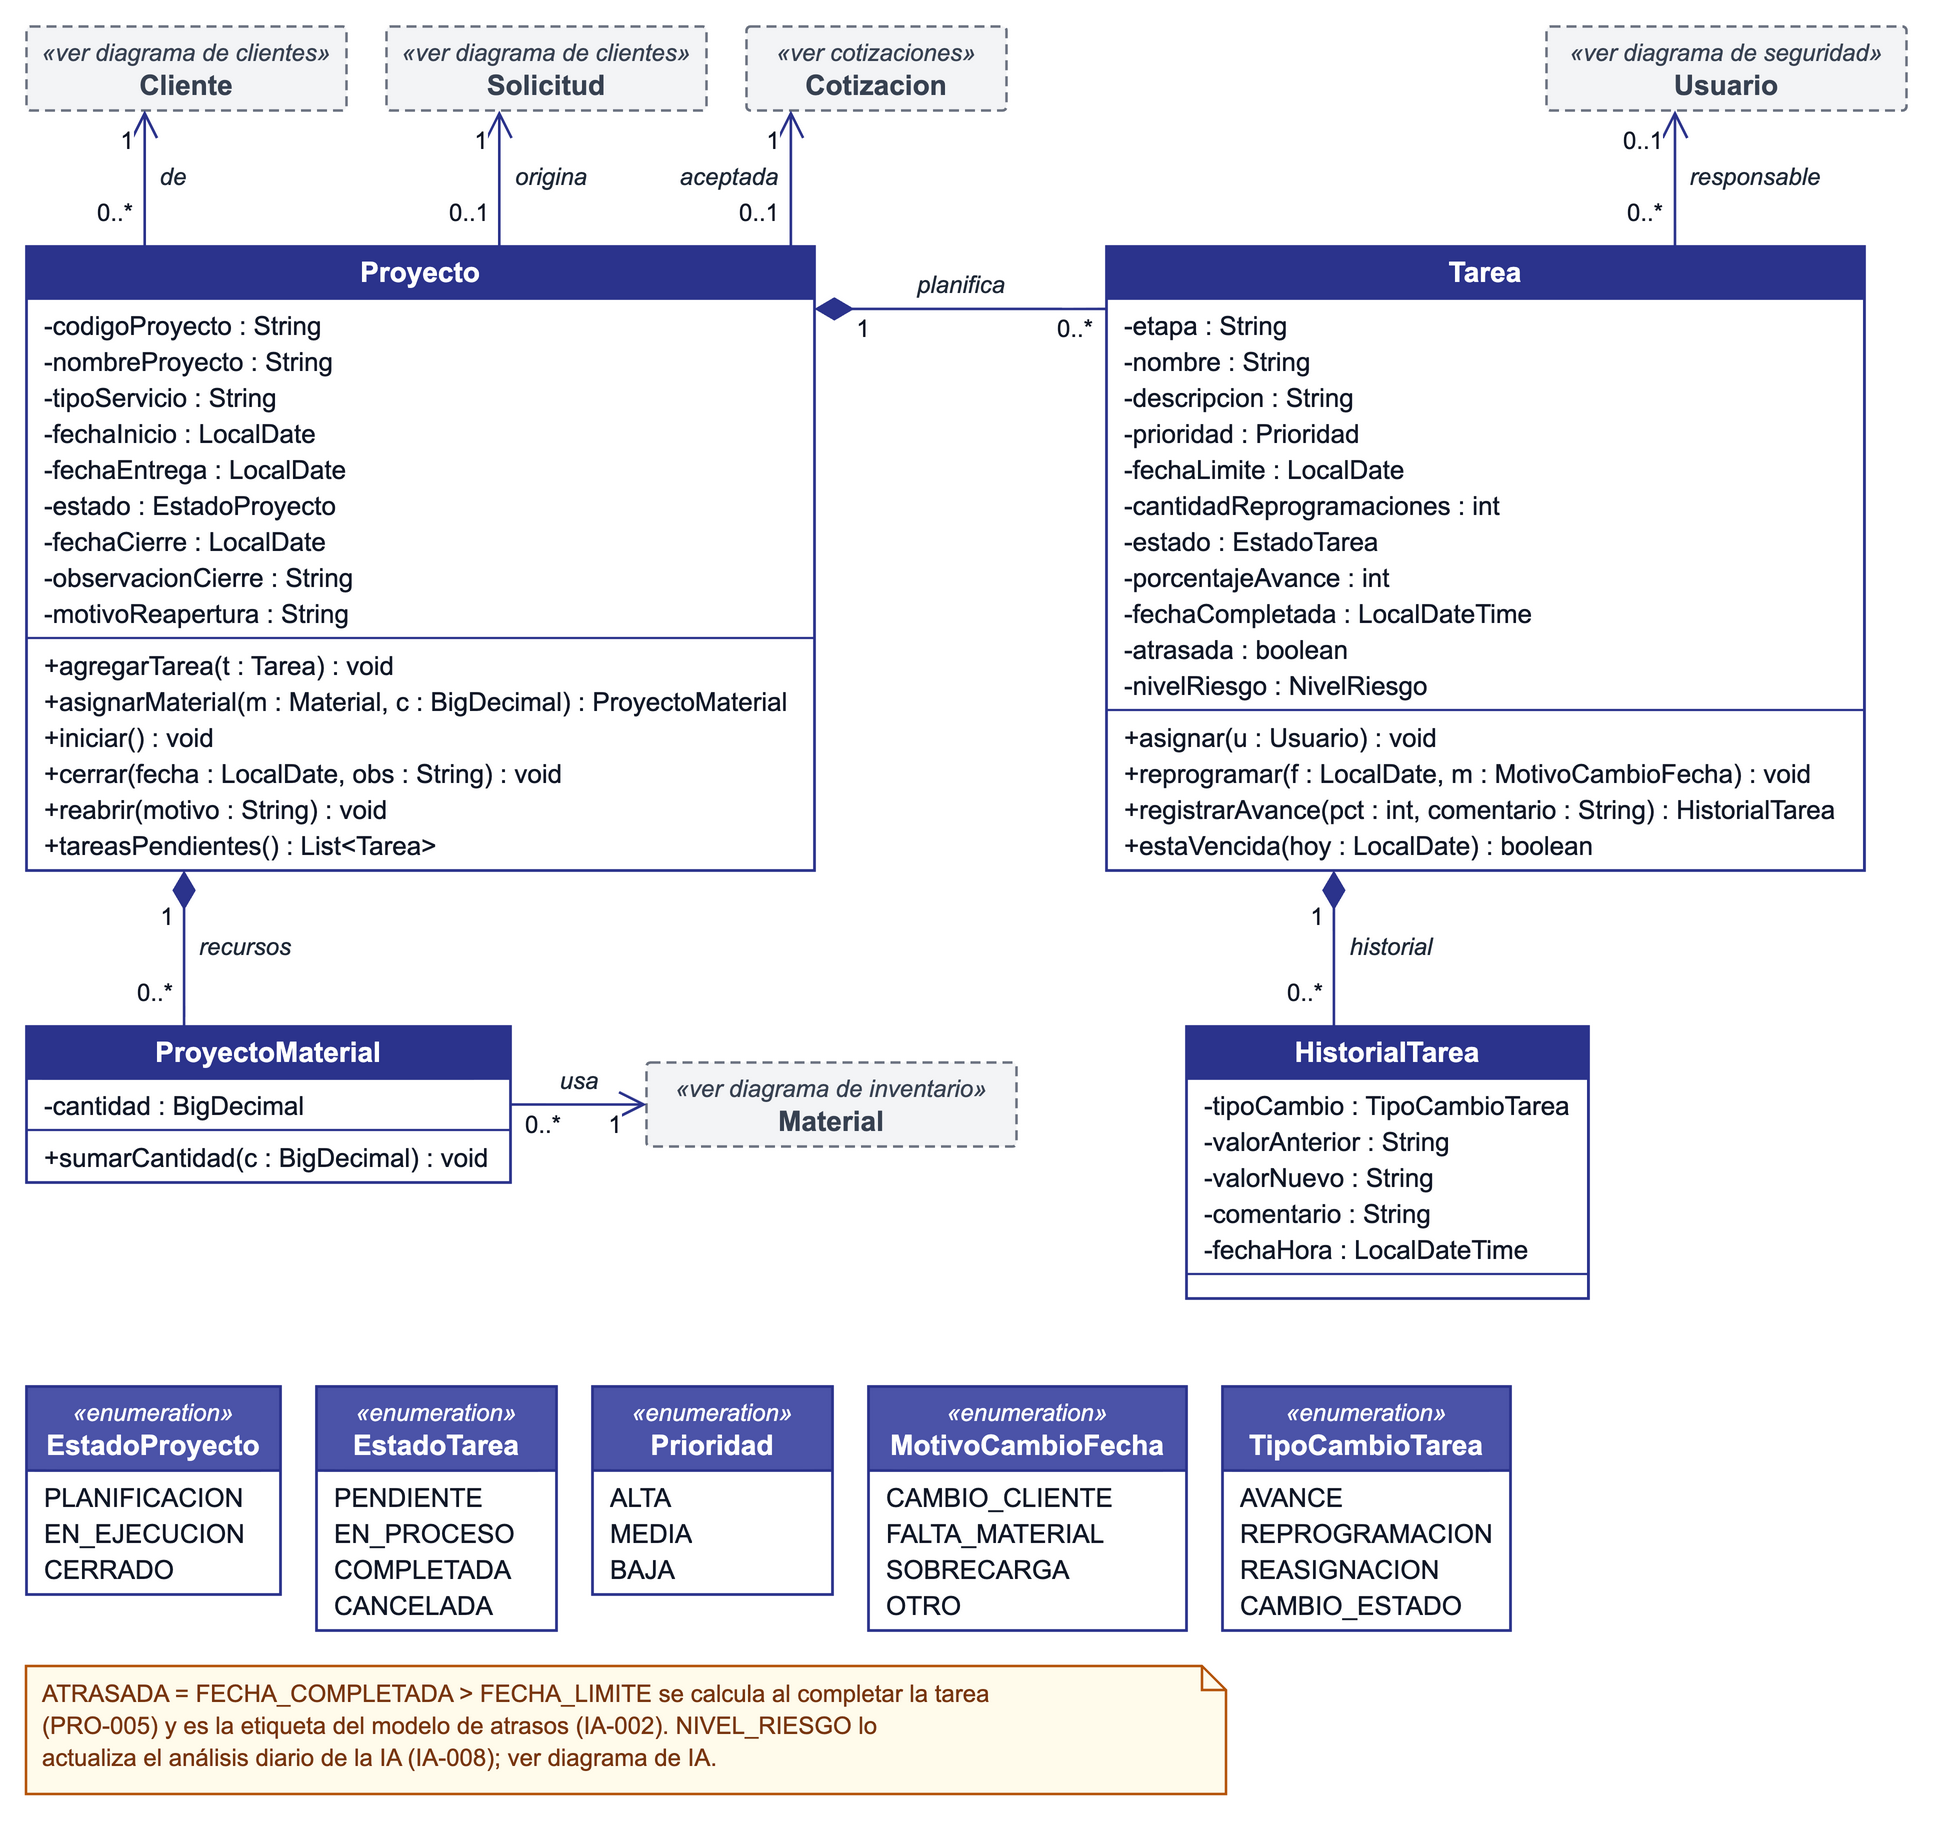 «ver diagrama de clientes»
Cliente
«ver diagrama de clientes»
Solicitud
«ver cotizaciones»
Cotizacion
«ver diagrama de seguridad»
Usuario
1
de
0..*
1
origina
0..1
1
aceptada
0..1
0..1
responsable
0..*
Proyecto
-codigoProyecto : String
-nombreProyecto : String
-tipoServicio : String
-fechaInicio : LocalDate
-fechaEntrega : LocalDate
-estado : EstadoProyecto
-fechaCierre : LocalDate
-observacionCierre : String
-motivoReapertura : String
+agregarTarea(t : Tarea) : void
+asignarMaterial(m : Material, c : BigDecimal) : ProyectoMaterial
+iniciar() : void
+cerrar(fecha : LocalDate, obs : String) : void
+reabrir(motivo : String) : void
+tareasPendientes() : List<Tarea>
planifica
1
0..*
Tarea
-etapa : String
-nombre : String
-descripcion : String
-prioridad : Prioridad
-fechaLimite : LocalDate
-cantidadReprogramaciones : int
-estado : EstadoTarea
-porcentajeAvance : int
-fechaCompletada : LocalDateTime
-atrasada : boolean
-nivelRiesgo : NivelRiesgo
+asignar(u : Usuario) : void
+reprogramar(f : LocalDate, m : MotivoCambioFecha) : void
+registrarAvance(pct : int, comentario : String) : HistorialTarea
+estaVencida(hoy : LocalDate) : boolean
1
recursos
0..*
1
historial
0..*
ProyectoMaterial
-cantidad : BigDecimal
+sumarCantidad(c : BigDecimal) : void
usa
0..*
1
«ver diagrama de inventario»
Material
HistorialTarea
-tipoCambio : TipoCambioTarea
-valorAnterior : String
-valorNuevo : String
-comentario : String
-fechaHora : LocalDateTime
«enumeration»
EstadoProyecto
PLANIFICACION
EN_EJECUCION
CERRADO
«enumeration»
EstadoTarea
PENDIENTE
EN_PROCESO
COMPLETADA
CANCELADA
«enumeration»
Prioridad
ALTA
MEDIA
BAJA
«enumeration»
MotivoCambioFecha
CAMBIO_CLIENTE
FALTA_MATERIAL
SOBRECARGA
OTRO
«enumeration»
TipoCambioTarea
AVANCE
REPROGRAMACION
REASIGNACION
CAMBIO_ESTADO
ATRASADA = FECHA_COMPLETADA > FECHA_LIMITE se calcula al completar la tarea
(PRO-005) y es la etiqueta del modelo de atrasos (IA-002). NIVEL_RIESGO lo
actualiza el análisis diario de la IA (IA-008); ver diagrama de IA.